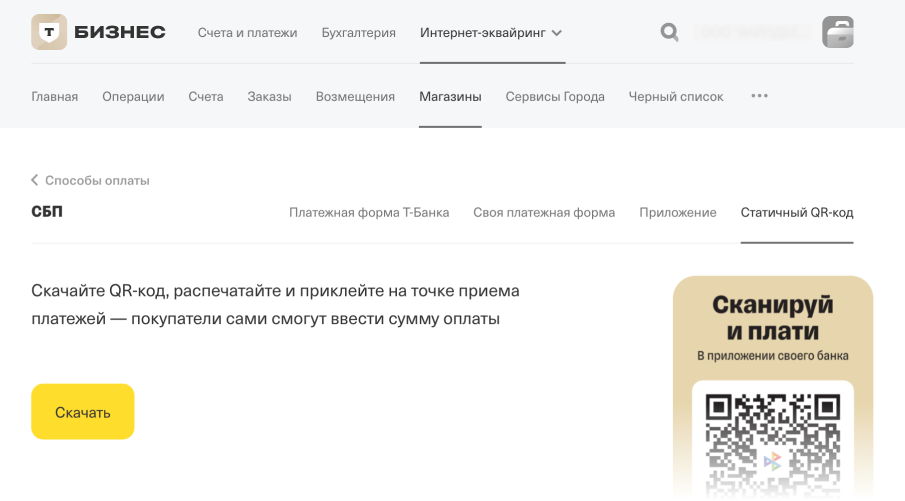 Т БИЗНЕС
Счета и платежи
Бухгалтерия
Интернет-эквайринг
Главная
Операции
Счета
Заказы
Возмещения
Магазины
Сервисы Города
Черный список
Способы оплаты
СБП
Платежная форма Т-Банка
Своя платежная форма
Приложение
Статичный QR-код
Скачайте QR-код, распечатайте и приклейте на точке приема
платежей — покупатели сами смогут ввести сумму оплаты
Скачать
Сканируй
и плати
В приложении своего банка